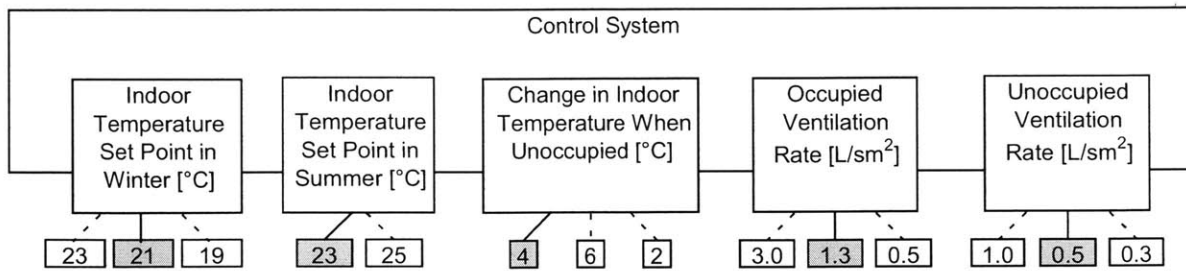 Control System
Indoor
Temperature
Set Point in
Winter [°C]
Indoor
Temperature
Set Point in
Summer [°C]
Change in Indoor
Temperature When
Unoccupied [°C]
Occupied
Ventilation
Rate [L/sm²]
Unoccupied
Ventilation
Rate [L/sm²]
23 21 19
23 25
4 6 2
3.0 1.3 0.5
1.0 0.5 0.3